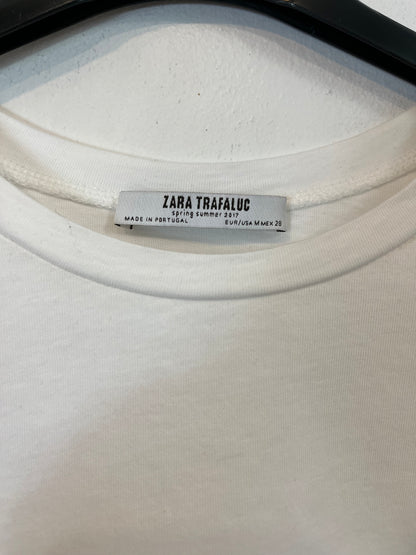 ZARA TRAFALUC
spring summer 2017
MADE IN PORTUGAL EUR/USA M MEX 28